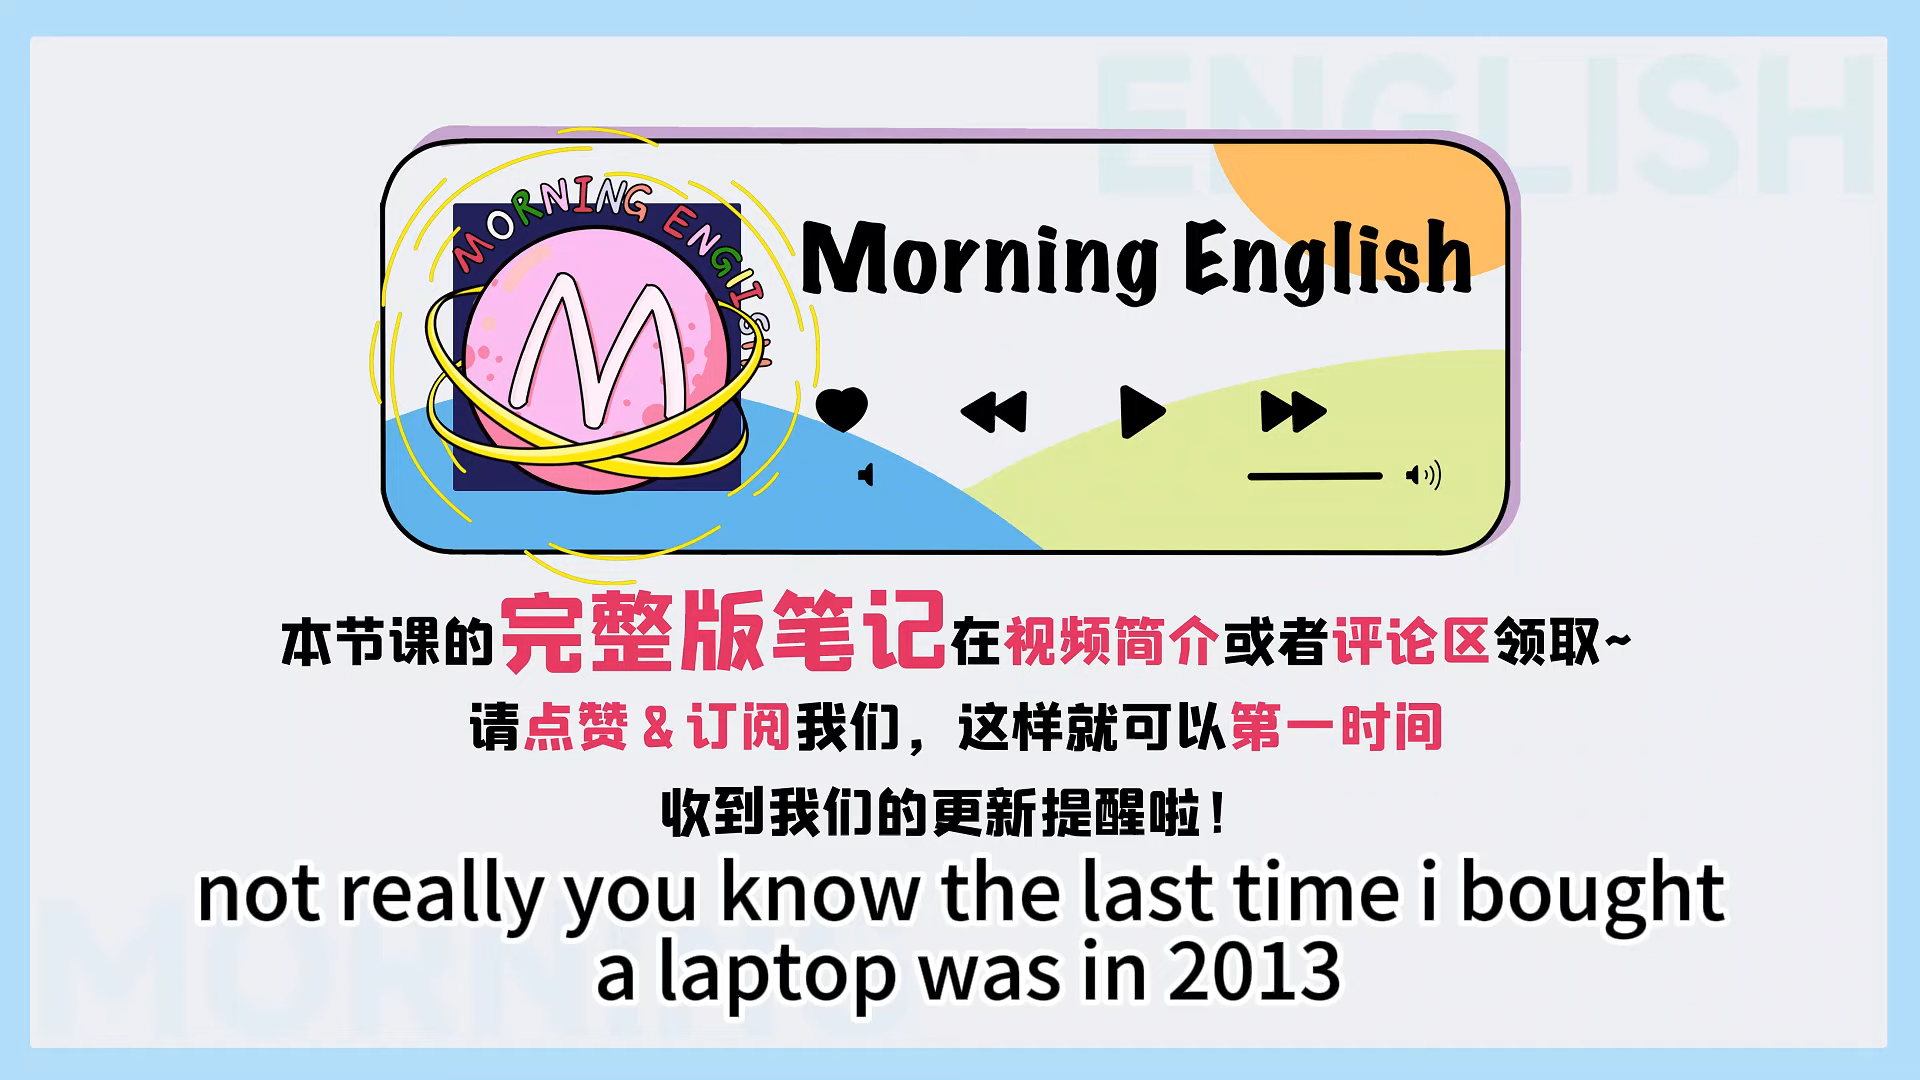 ENGLISH
MORNING ENGLISH
M
Morning English
本节课的完整版笔记在视频简介或者评论区领取~
请点赞&订阅我们，这样就可以第一时间
收到我们的更新提醒啦！
not really you know the last time i bought
a laptop was in 2013
MORNING